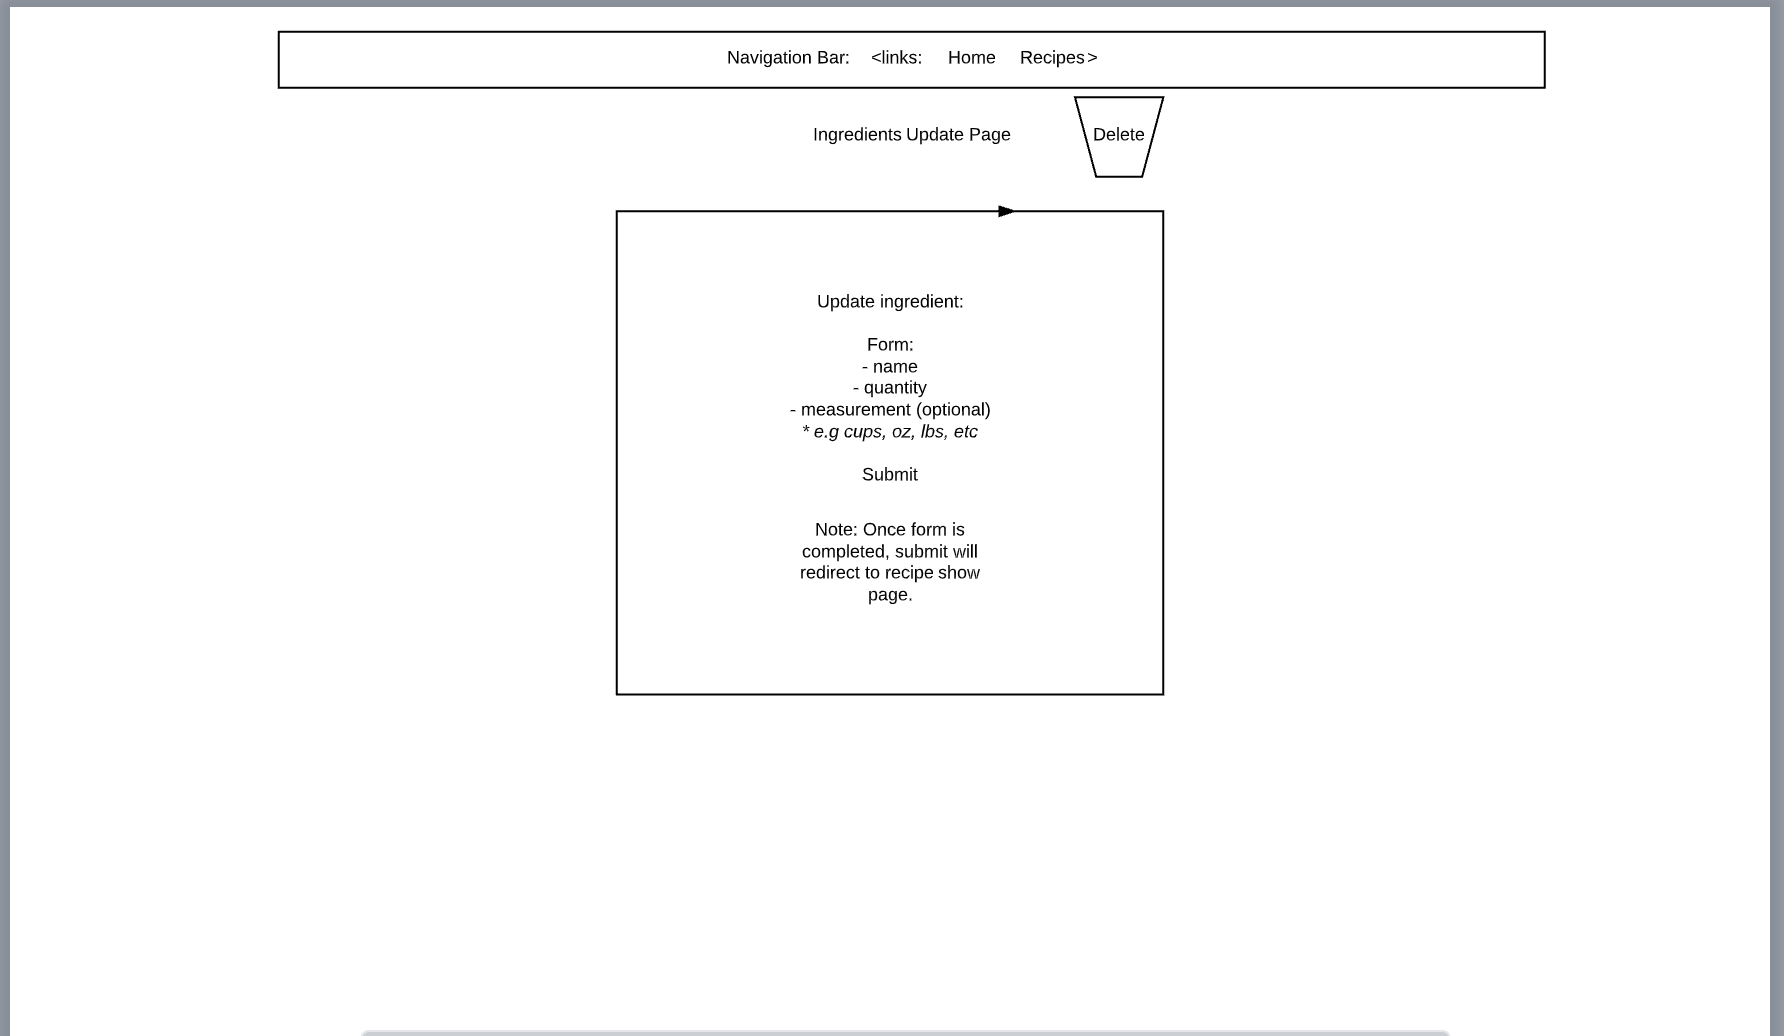 Navigation Bar: <links: Home Recipes>
Ingredients Update Page
Delete
Update ingredient:
Form:
- name
- quantity
- measurement (optional)
* e.g cups, oz, lbs, etc
Submit
Note: Once form is
completed, submit will
redirect to recipe show
page.